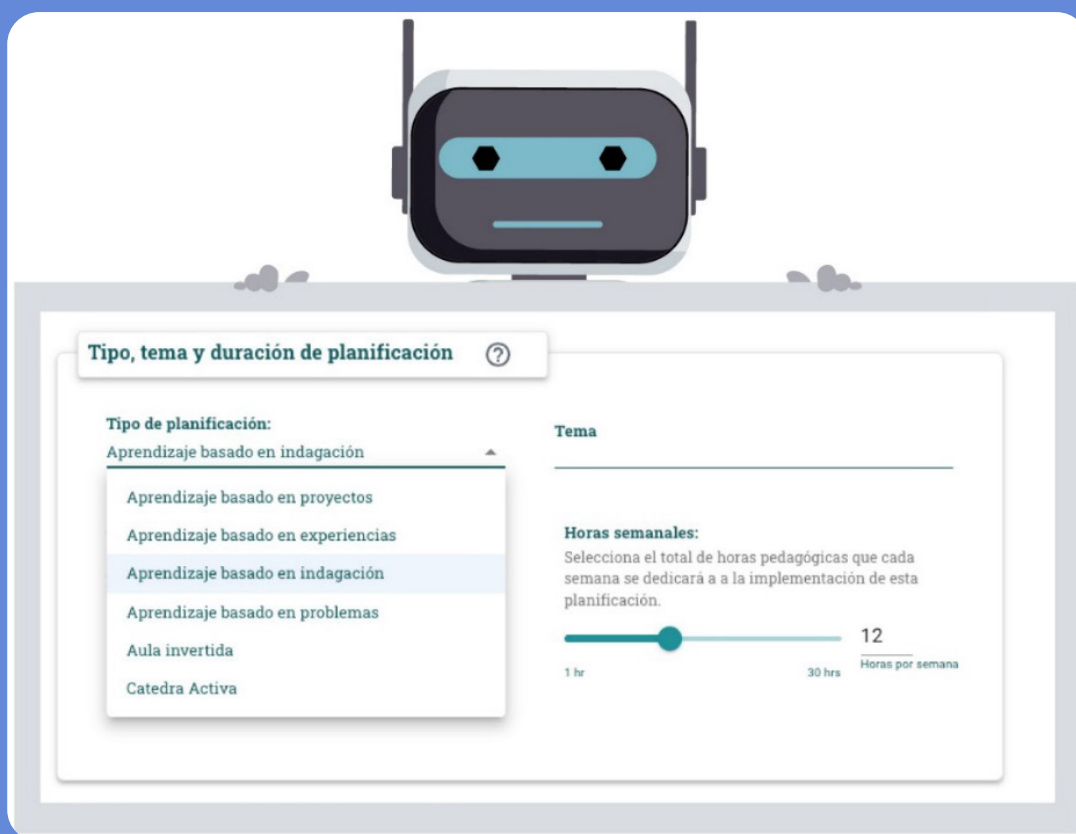 Tipo, tema y duración de planificación
Tipo de planificación:
Aprendizaje basado en indagación
Aprendizaje basado en proyectos
Aprendizaje basado en experiencias
Aprendizaje basado en indagación
Aprendizaje basado en problemas
Aula invertida
Catedra Activa
Tema
Horas semanales:
Selecciona el total de horas pedagógicas que cada
semana se dedicará a a la implementación de esta
planificación.
12
Horas por semana
1 hr
30 hrs